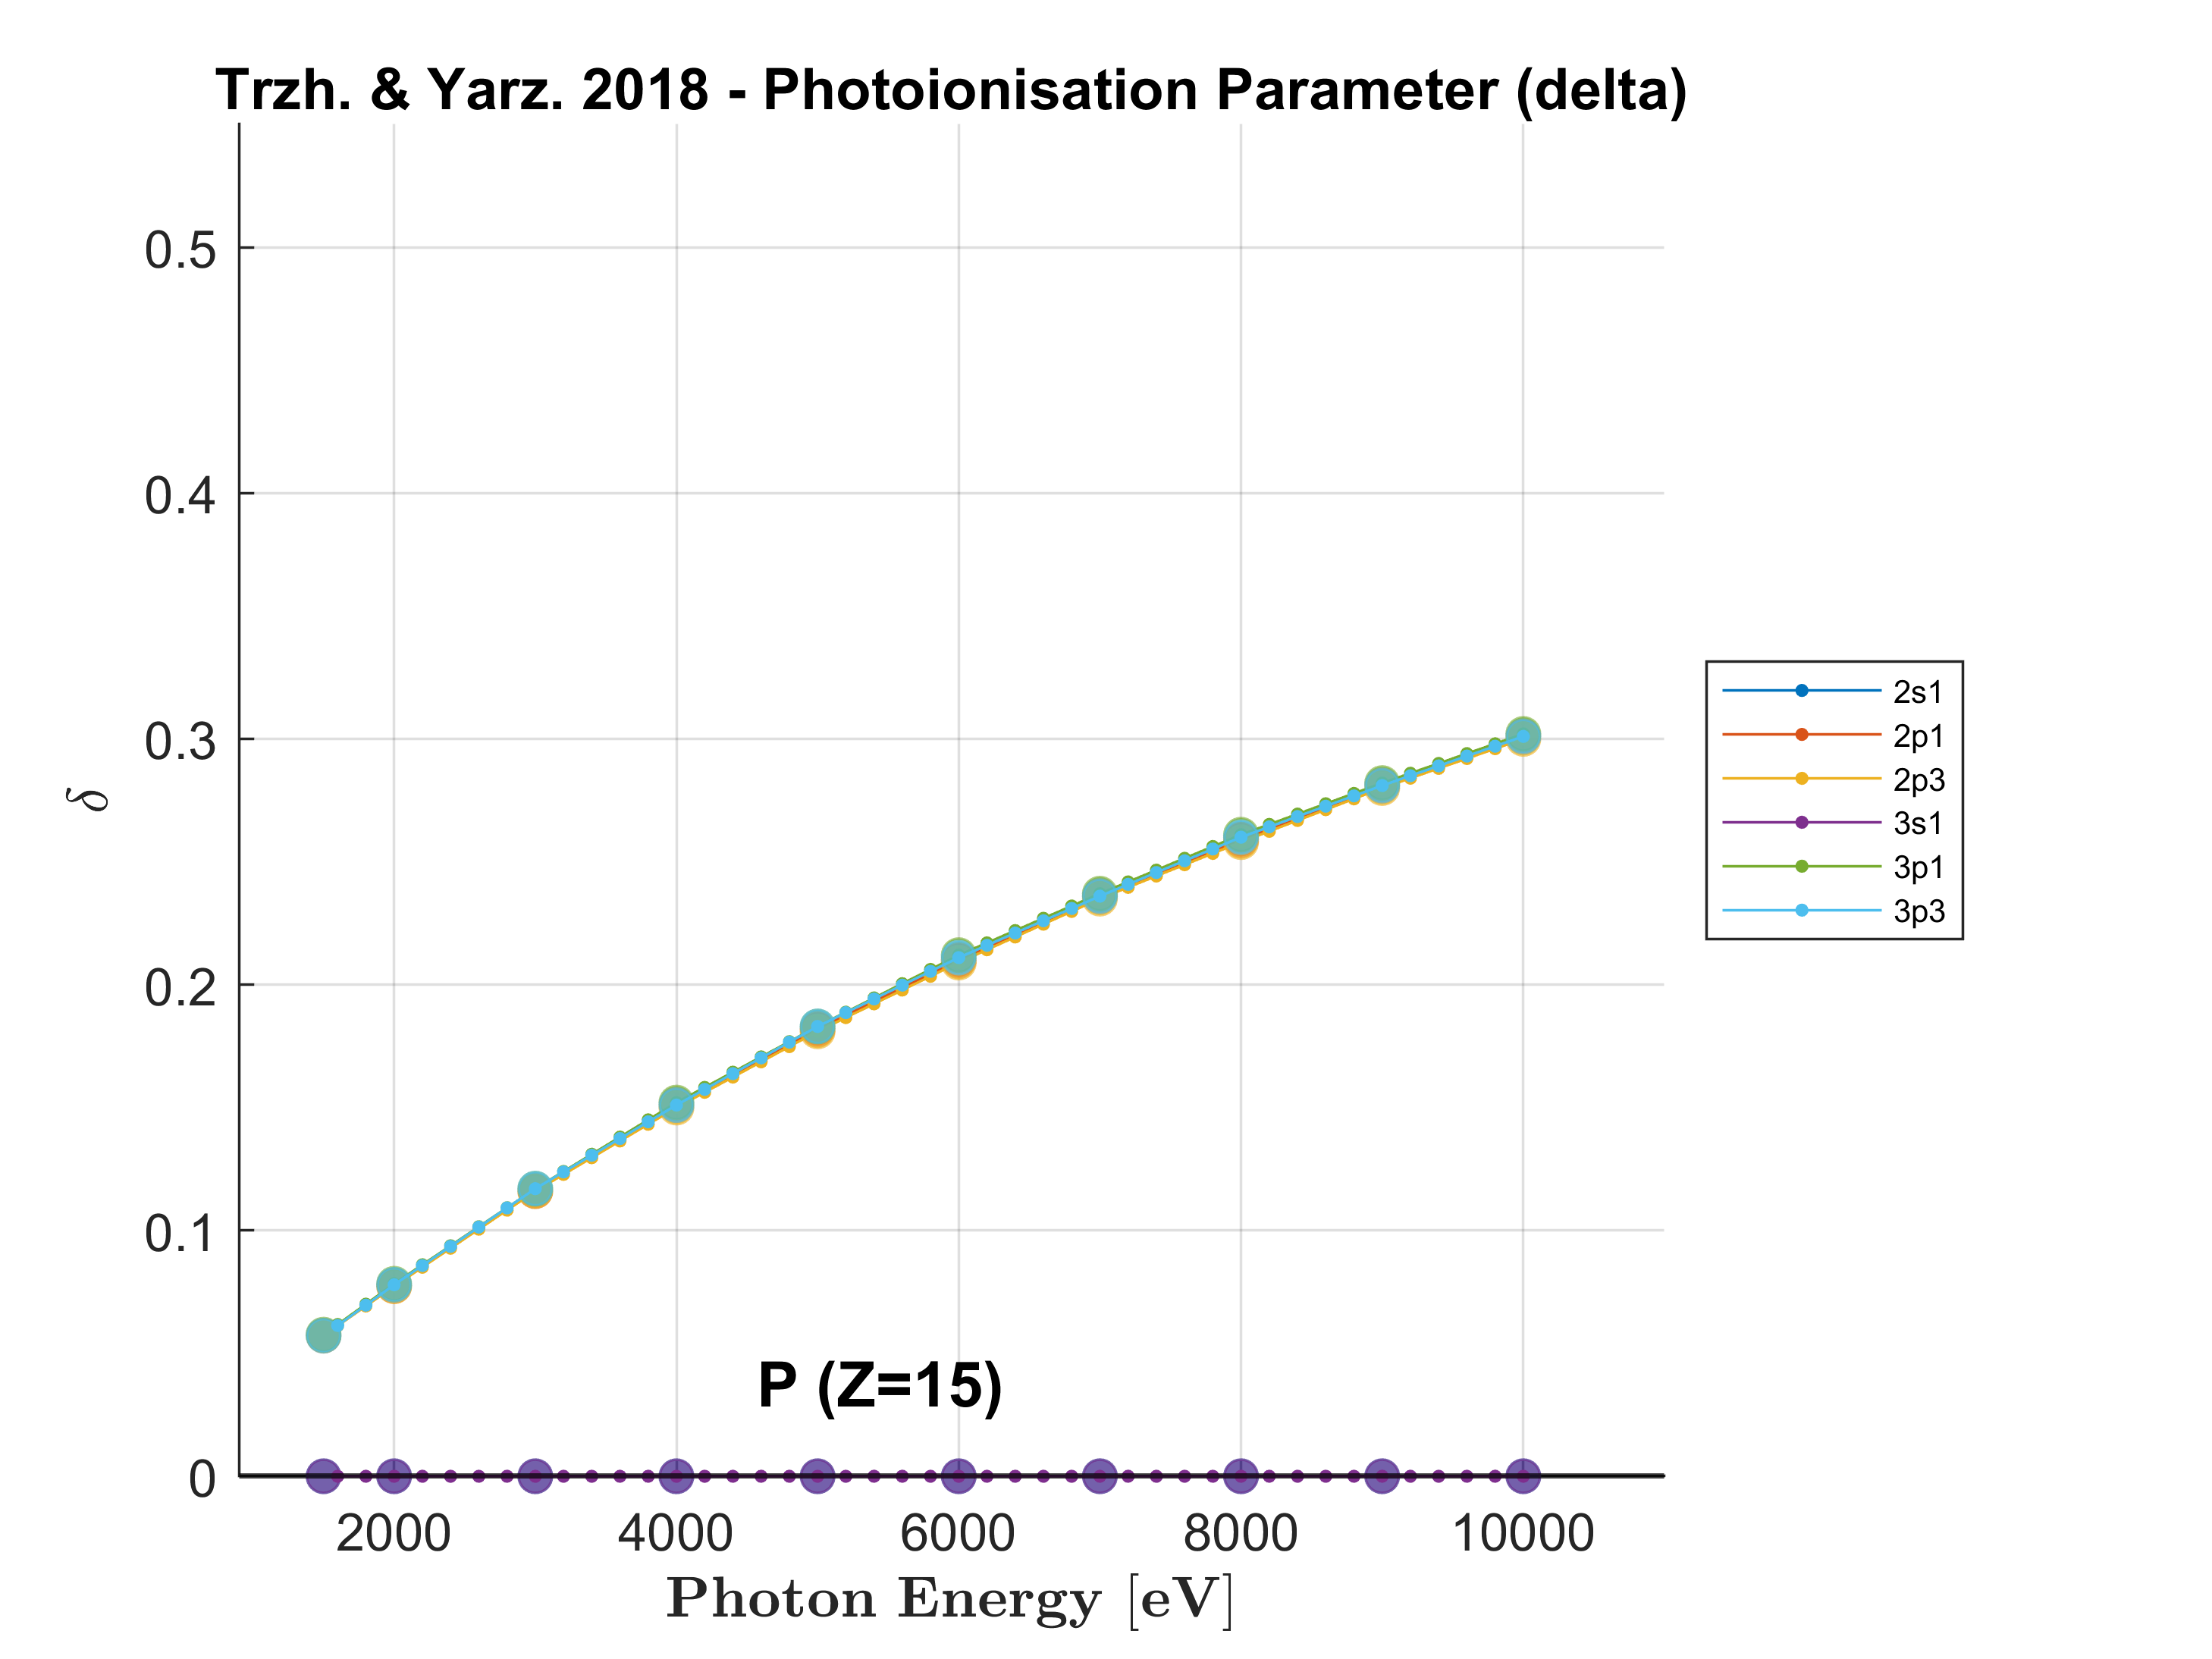 Trzh. & Yarz. 2018 - Photoionisation Parameter (delta)
0.5
0.4
0.3
0.2
0.1
0
δ
2s1
2p1
2p3
3s1
3p1
3p3
P (Z=15)
2000 4000 6000 8000 10000
Photon Energy [eV]